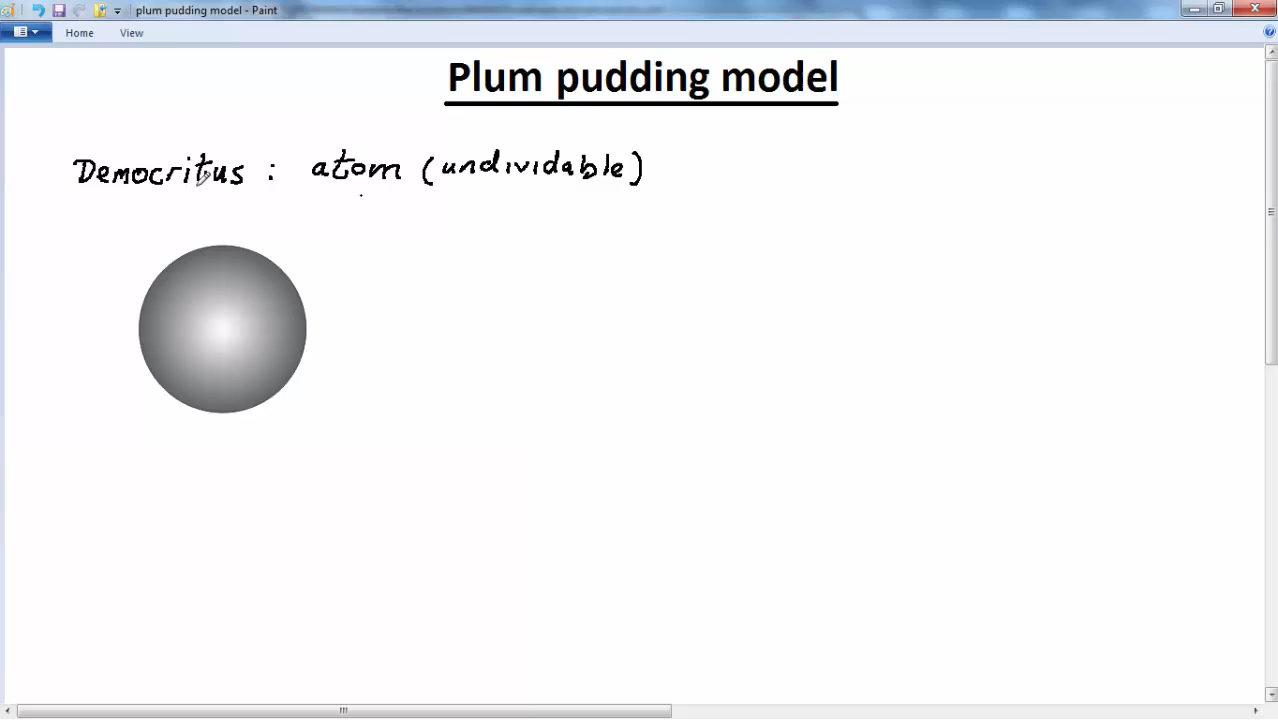 plum pudding model - Paint
Home View
Plum pudding model
Democritus : atom (undividable)